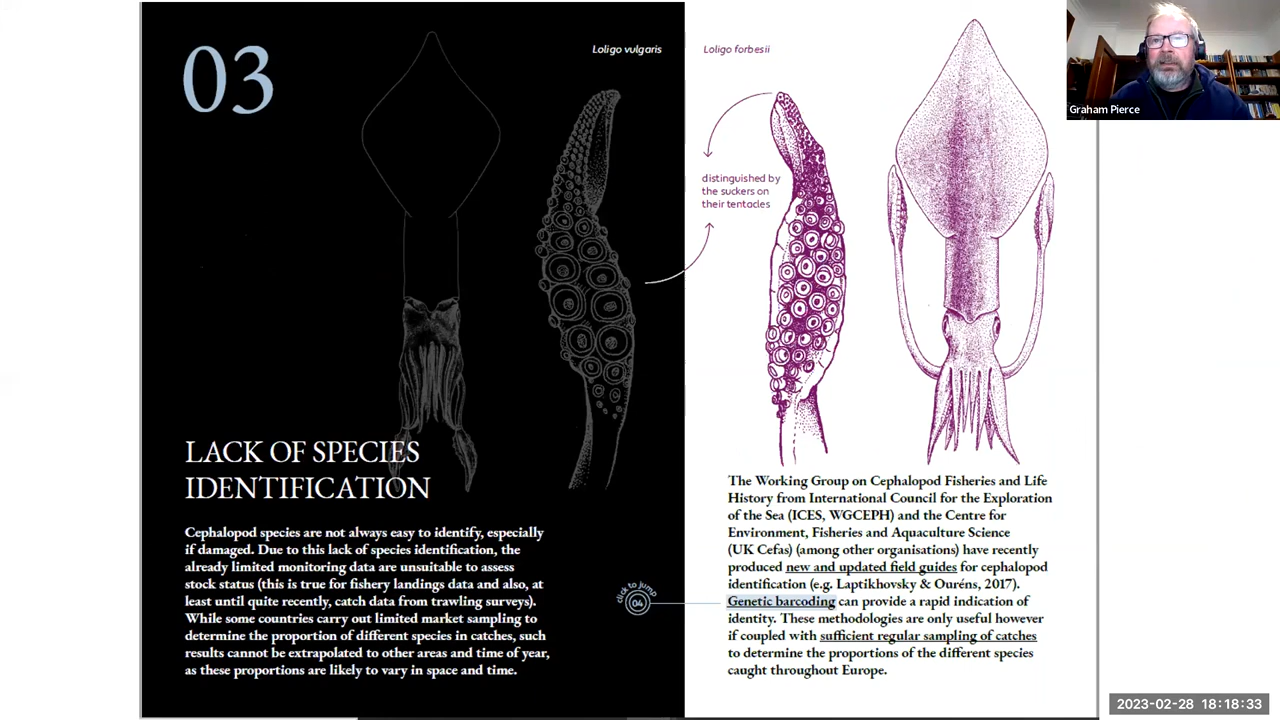 03
Loligo vulgaris
Loligo forbesii
Graham Pierce
distinguished by
the suckers on
their tentacles
LACK OF SPECIES
IDENTIFICATION
Cephalopod species are not always easy to identify, especially
if damaged. Due to this lack of species identification, the
already limited monitoring data are unsuitable to assess
stock status (this is true for fishery landings data and also, at
least until quite recently, catch data from trawling surveys).
While some countries carry out limited market sampling to
determine the proportion of different species in catches, such
results cannot be extrapolated to other areas and time of year,
as these proportions are likely to vary in space and time.
click to jump
04
The Working Group on Cephalopod Fisheries and Life
History from International Council for the Exploration
of the Sea (ICES, WGCEPH) and the Centre for
Environment, Fisheries and Aquaculture Science
(UK Cefas) (among other organisations) have recently
produced new and updated field guides for cephalopod
identification (e.g. Laptikhovsky & Ouréns, 2017).
Genetic barcoding can provide a rapid indication of
identity. These methodologies are only useful however
if coupled with sufficient regular sampling of catches
to determine the proportions of the different species
caught throughout Europe.
2023-02-28 18:18:33